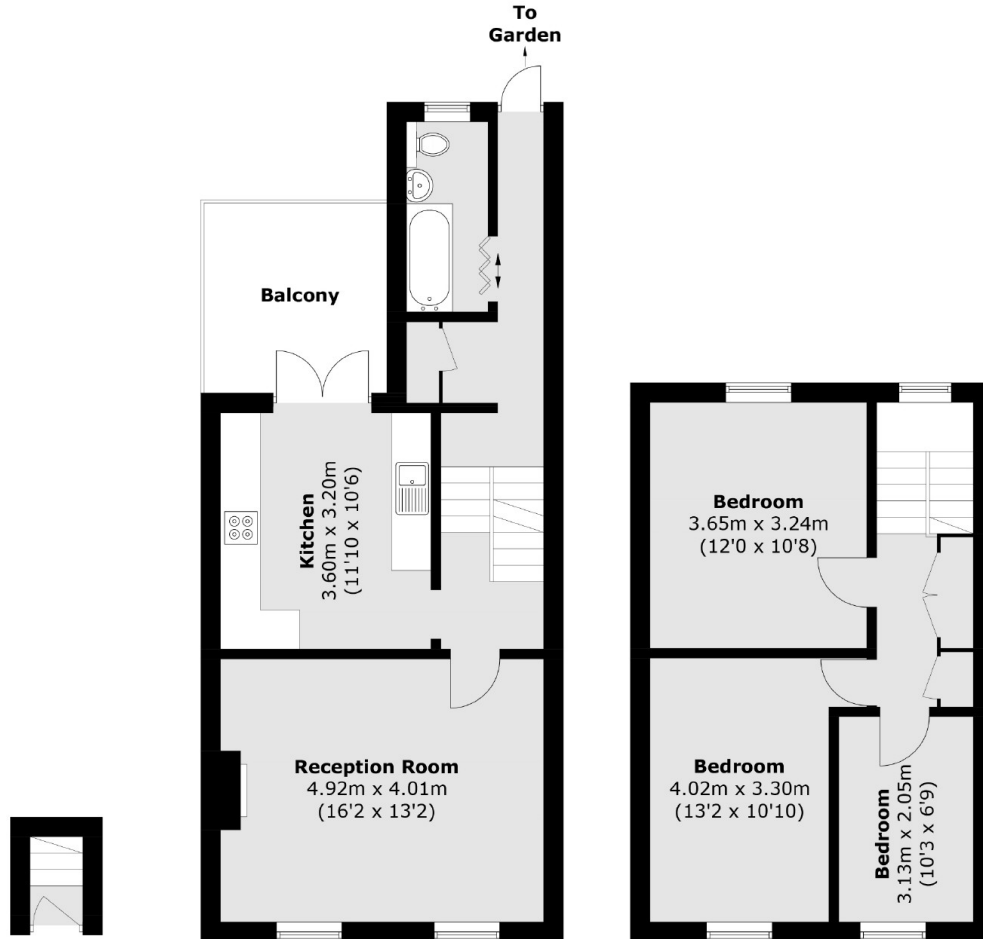 To
Garden
Balcony
Kitchen
3.60m x 3.20m
(11'10 x 10'6)
Bedroom
3.65m x 3.24m
(12'0 x 10'8)
Reception Room
4.92m x 4.01m
(16'2 x 13'2)
Bedroom
4.02m x 3.30m
(13'2 x 10'10)
Bedroom
3.13m x 2.05m
(10'3 x 6'9)